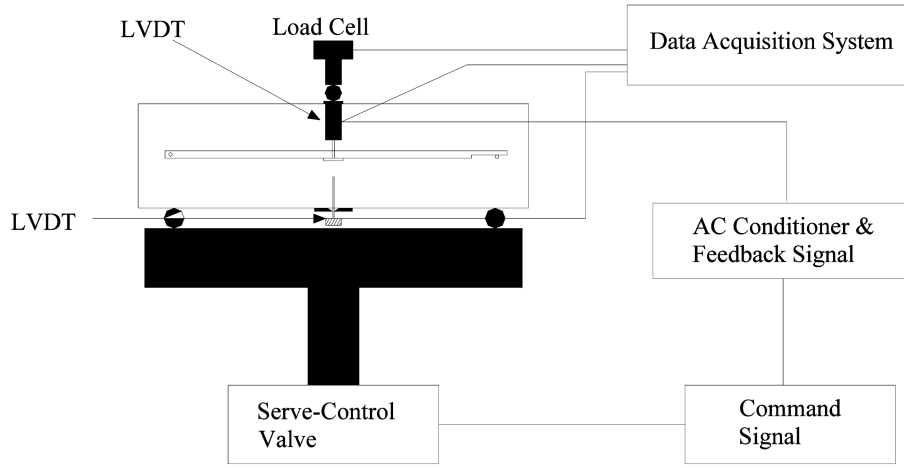 LVDT
Load Cell
Data Acquisition System
LVDT
AC Conditioner &
Feedback Signal
Serve-Control
Valve
Command
Signal